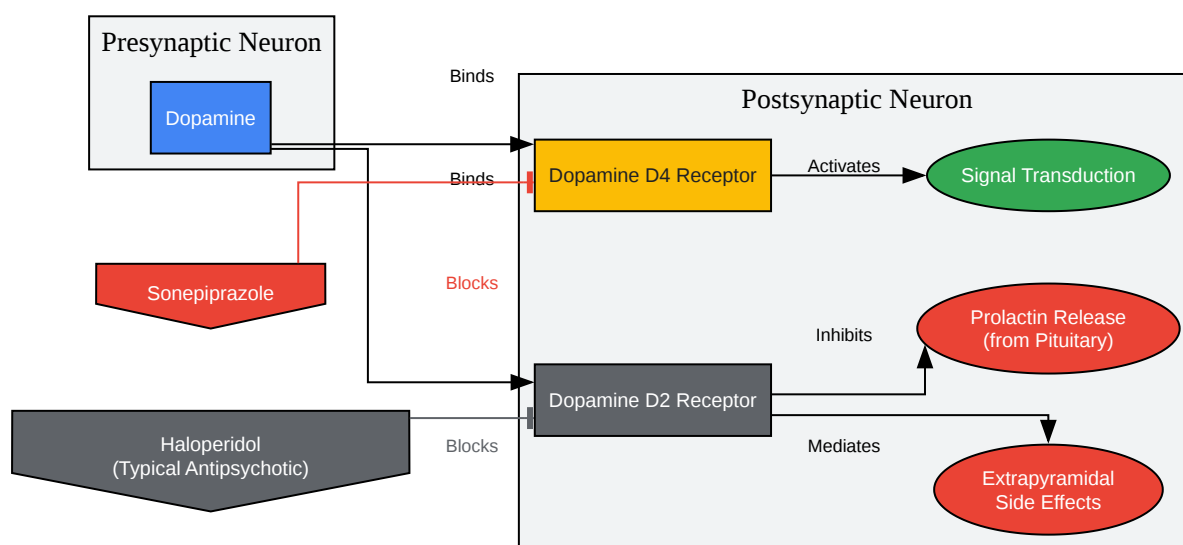 Presynaptic Neuron
Dopamine
Binds
Postsynaptic Neuron
Dopamine D4 Receptor
Activates
Signal Transduction
Binds
Sonepiprazole
Blocks
Prolactin Release
(from Pituitary)
Inhibits
Dopamine D2 Receptor
Haloperidol
(Typical Antipsychotic)
Blocks
Mediates
Extrapyramidal
Side Effects